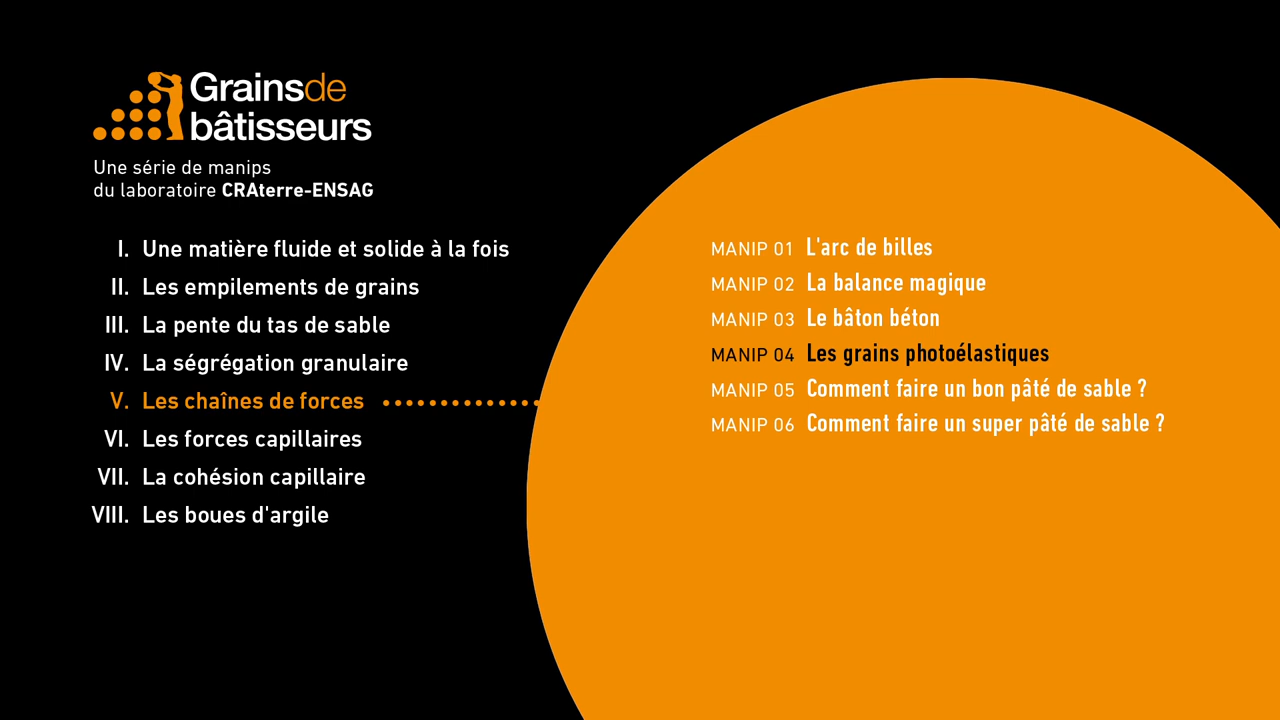 Grainsde
bâtisseurs
Une série de manips
du laboratoire CRAterre-ENSAG
I. Une matière fluide et solide à la fois
II. Les empilements de grains
III. La pente du tas de sable
IV. La ségrégation granulaire
V. Les chaînes de forces
VI. Les forces capillaires
VII. La cohésion capillaire
VIII. Les boues d'argile
MANIP 01 L'arc de billes
MANIP 02 La balance magique
MANIP 03 Le bâton béton
MANIP 04 Les grains photoélastiques
MANIP 05 Comment faire un bon pâté de sable ?
MANIP 06 Comment faire un super pâté de sable ?